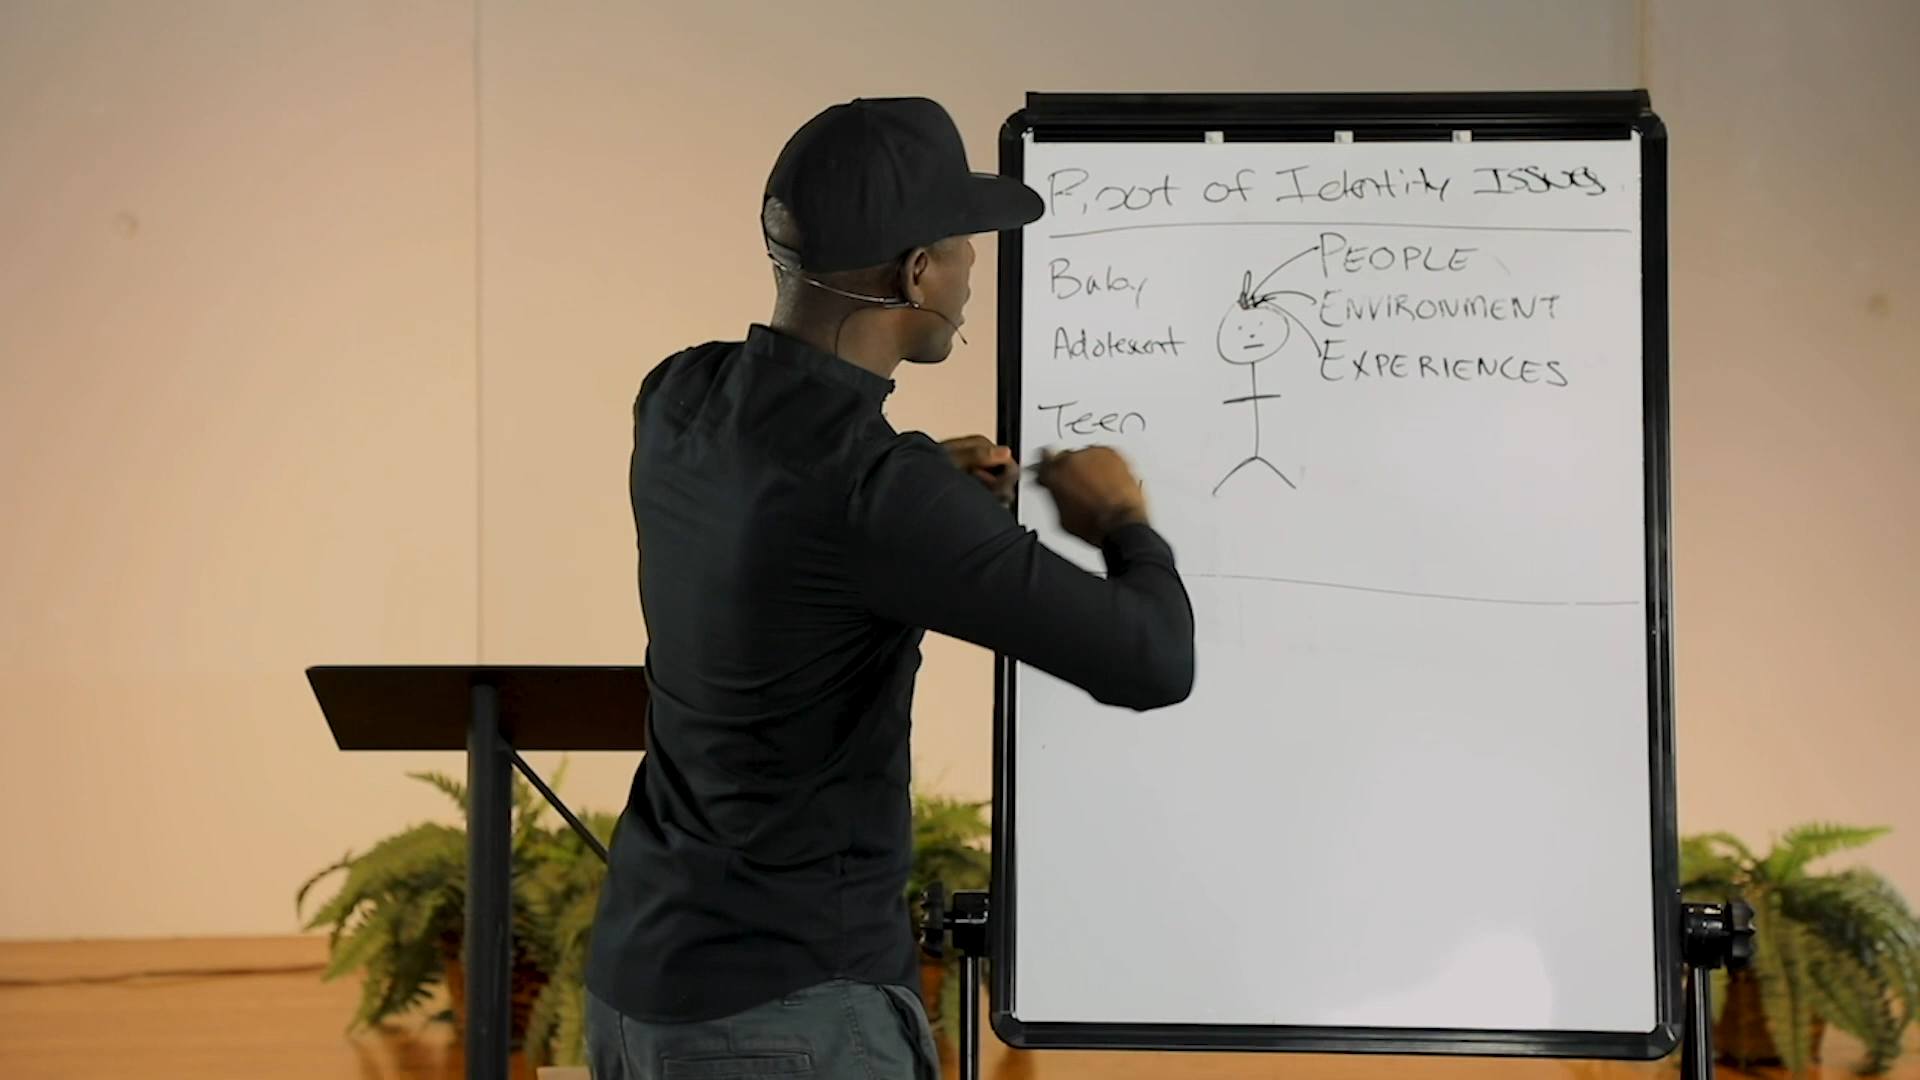 Root of Identity Issues
Baby
Adolescent
Teen
PEOPLE
ENVIRONMENT
EXPERIENCES